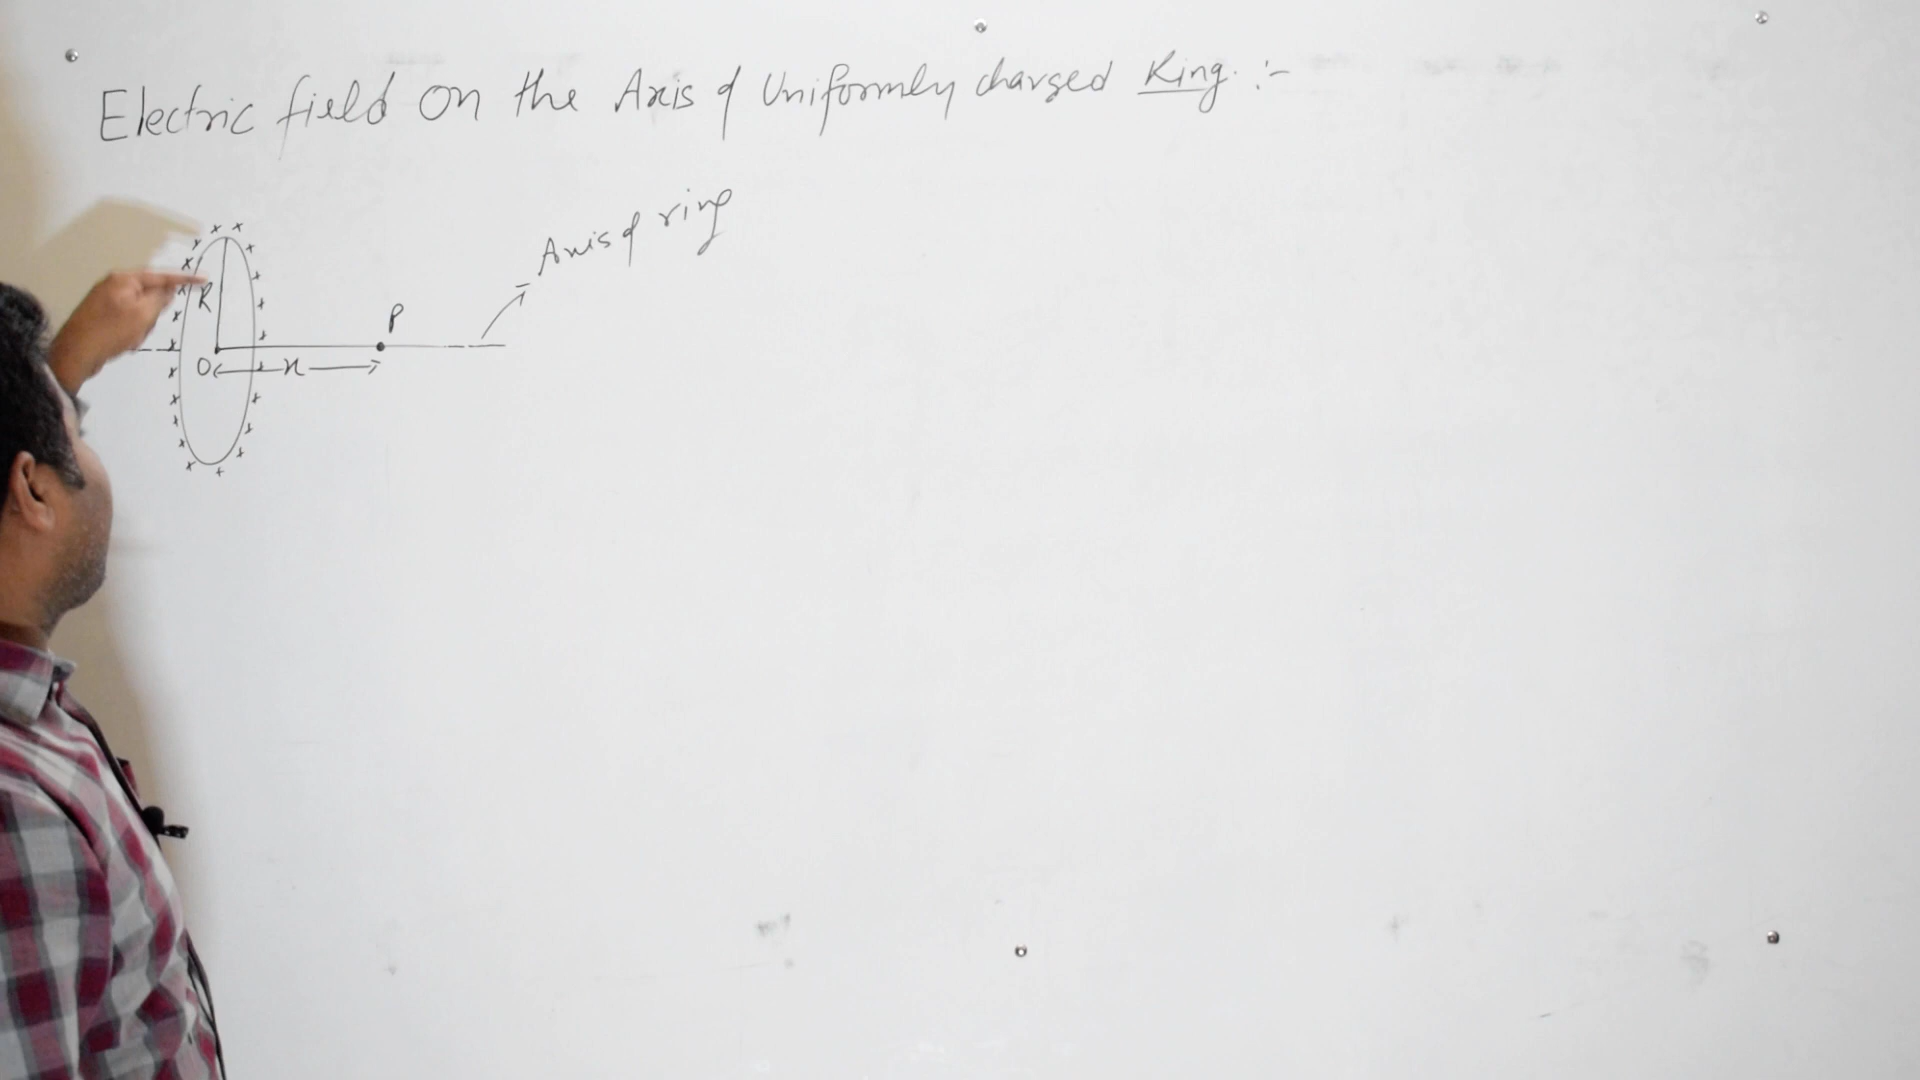 Electric field on the Axis of Uniformly charged Ring :-
Axis of ring
R
P
O
x